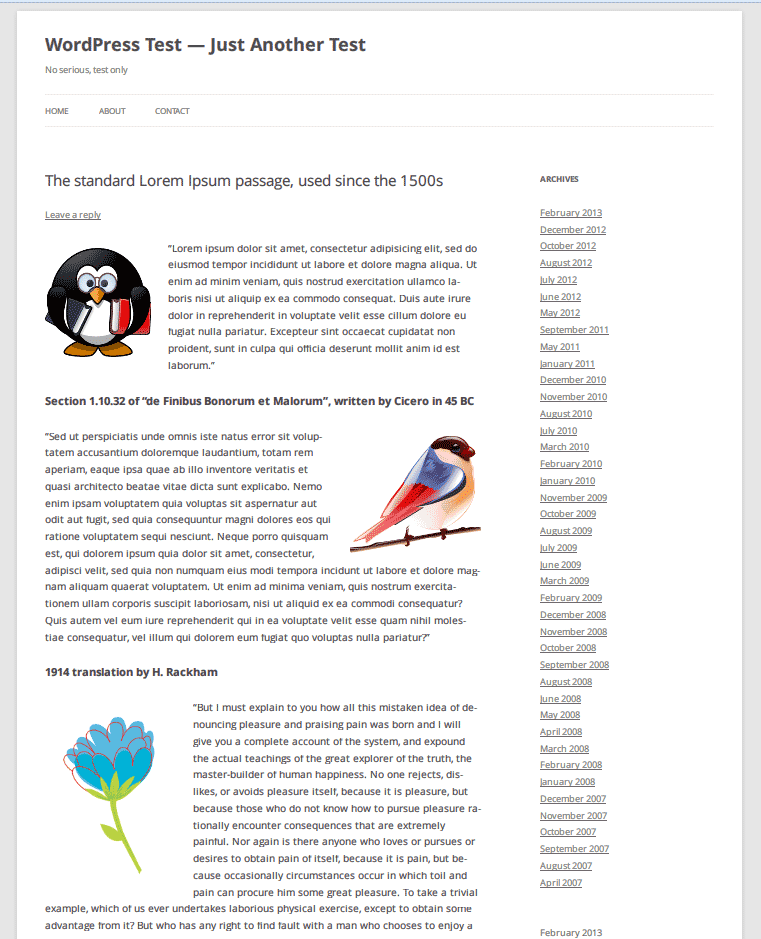 WordPress Test — Just Another Test
No serious, test only
HOME ABOUT CONTACT
The standard Lorem Ipsum passage, used since the 1500s
Leave a reply
“Lorem ipsum dolor sit amet, consectetur adipisicing elit, sed do
eiusmod tempor incididunt ut labore et dolore magna aliqua. Ut
enim ad minim veniam, quis nostrud exercitation ullamco la-
boris nisi ut aliquip ex ea commodo consequat. Duis aute irure
dolor in reprehenderit in voluptate velit esse cillum dolore eu
fugiat nulla pariatur. Excepteur sint occaecat cupidatat non
proident, sunt in culpa qui officia deserunt mollit anim id est
laborum.”
Section 1.10.32 of “de Finibus Bonorum et Malorum”, written by Cicero in 45 BC
“Sed ut perspiciatis unde omnis iste natus error sit volup-
tatem accusantium doloremque laudantium, totam rem
aperiam, eaque ipsa quae ab illo inventore veritatis et
quasi architecto beatae vitae dicta sunt explicabo. Nemo
enim ipsam voluptatem quia voluptas sit aspernatur aut
odit aut fugit, sed quia consequuntur magni dolores eos qui
ratione voluptatem sequi nesciunt. Neque porro quisquam
est, qui dolorem ipsum quia dolor sit amet, consectetur,
adipisci velit, sed quia non numquam eius modi tempora incidunt ut labore et dolore mag-
nam aliquam quaerat voluptatem. Ut enim ad minima veniam, quis nostrum exercita-
tionem ullam corporis suscipit laboriosam, nisi ut aliquid ex ea commodi consequatur?
Quis autem vel eum iure reprehenderit qui in ea voluptate velit esse quam nihil moles-
tiae consequatur, vel illum qui dolorem eum fugiat quo voluptas nulla pariatur?”
1914 translation by H. Rackham
“But I must explain to you how all this mistaken idea of de-
nouncing pleasure and praising pain was born and I will
give you a complete account of the system, and expound
the actual teachings of the great explorer of the truth, the
master-builder of human happiness. No one rejects, dis-
likes, or avoids pleasure itself, because it is pleasure, but
because those who do not know how to pursue pleasure ra-
tionally encounter consequences that are extremely
painful. Nor again is there anyone who loves or pursues or
desires to obtain pain of itself, because it is pain, but be-
cause occasionally circumstances occur in which toil and
pain can procure him some great pleasure. To take a trivial
example, which of us ever undertakes laborious physical exercise, except to obtain some
advantage from it? But who has any right to find fault with a man who chooses to enjoy a
ARCHIVES
February 2013
December 2012
October 2012
August 2012
July 2012
June 2012
May 2012
September 2011
May 2011
January 2011
December 2010
November 2010
August 2010
July 2010
March 2010
February 2010
January 2010
November 2009
October 2009
August 2009
July 2009
June 2009
March 2009
February 2009
December 2008
November 2008
October 2008
September 2008
August 2008
June 2008
May 2008
April 2008
March 2008
February 2008
January 2008
December 2007
November 2007
October 2007
September 2007
August 2007
April 2007
February 2013